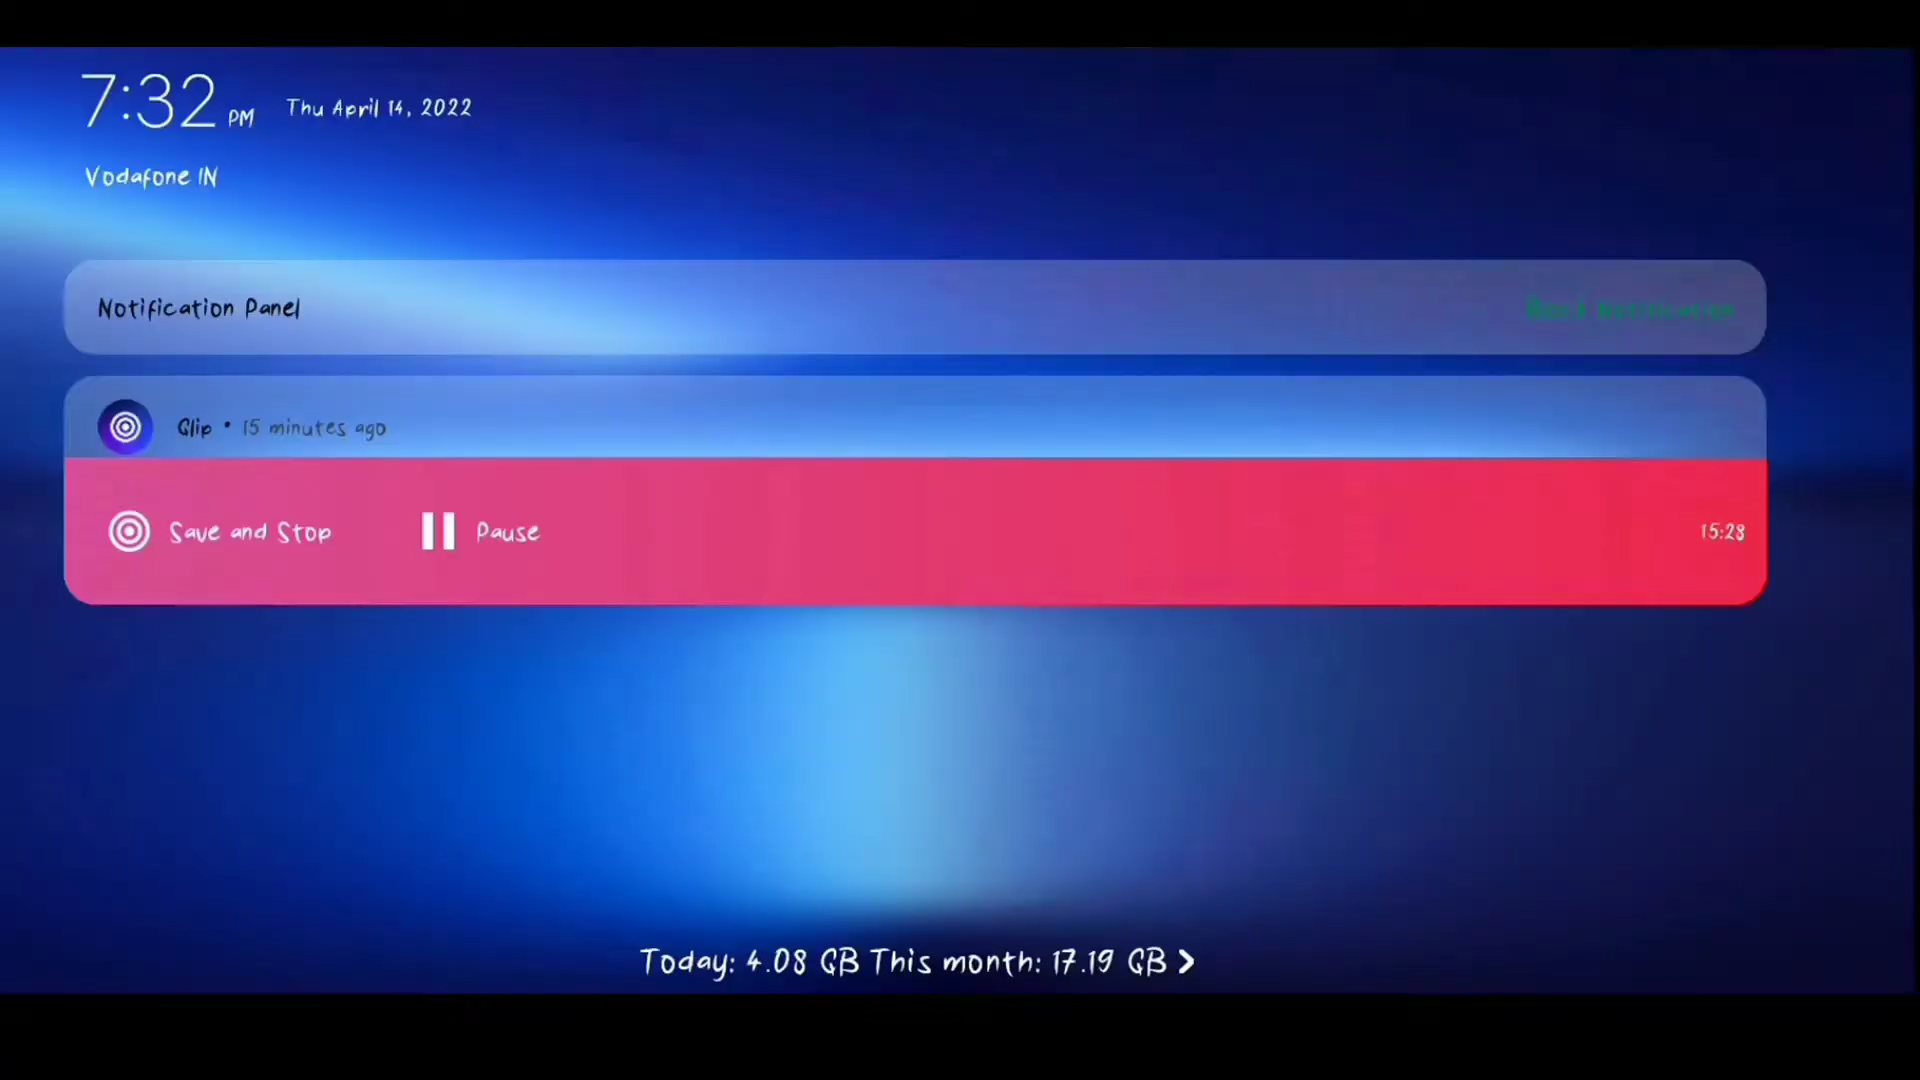 7:32 PM Thu April 14, 2022
Vodafone IN
Notification Panel
Glip • 15 minutes ago
Save and Stop Pause 15:28
Today: 4.08 GB This month: 17.19 GB >